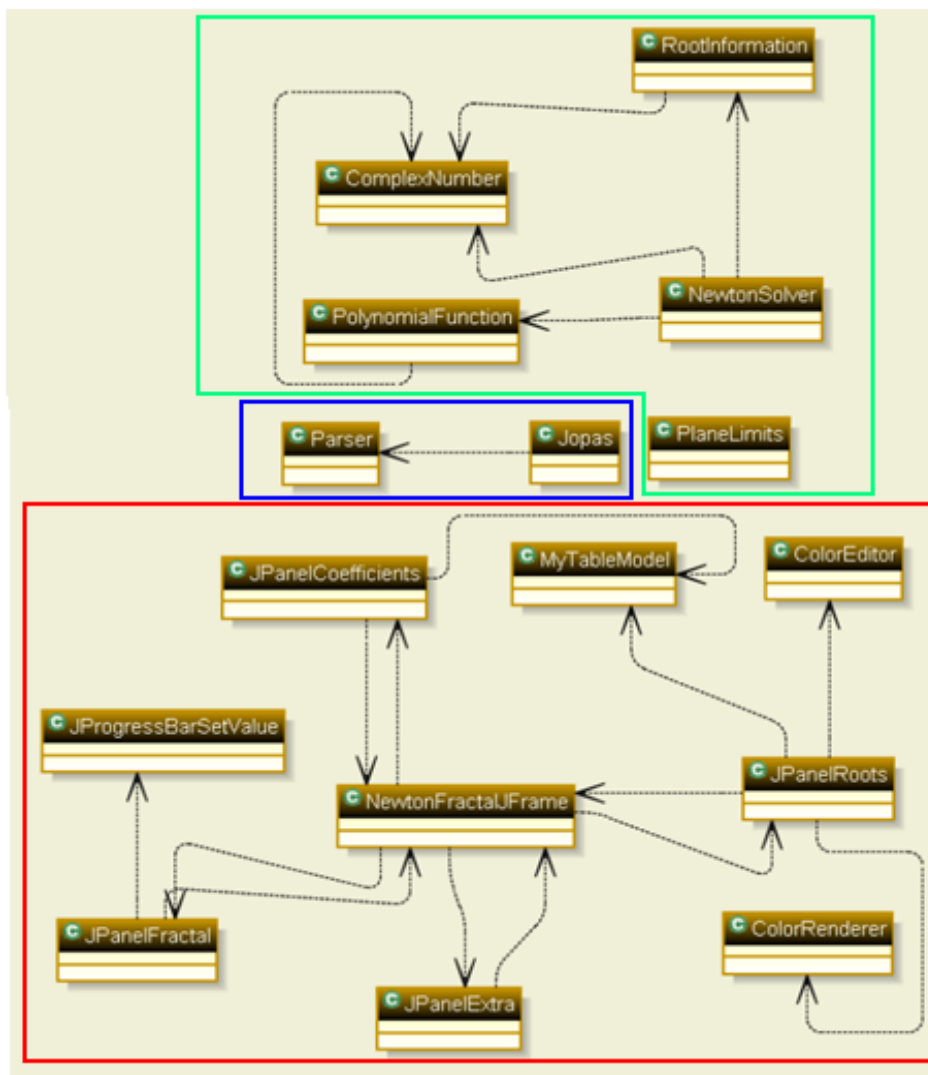 C RootInformation
C ComplexNumber
C NewtonSolver
C PolynomialFunction
C Parser
C Jopas
C PlaneLimits
C JPanelCoefficients
C MyTableModel
C ColorEditor
C JProgressBarSetValue
C NewtonFractalJFrame
C JPanelRoots
C JPanelFractal
C ColorRenderer
C JPanelExtra